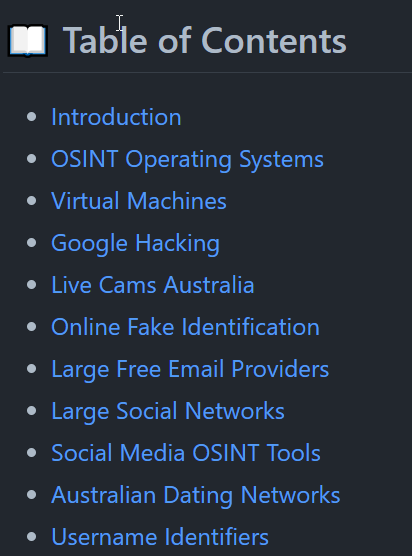 Table of Contents
Introduction
OSINT Operating Systems
Virtual Machines
Google Hacking
Live Cams Australia
Online Fake Identification
Large Free Email Providers
Large Social Networks
Social Media OSINT Tools
Australian Dating Networks
Username Identifiers